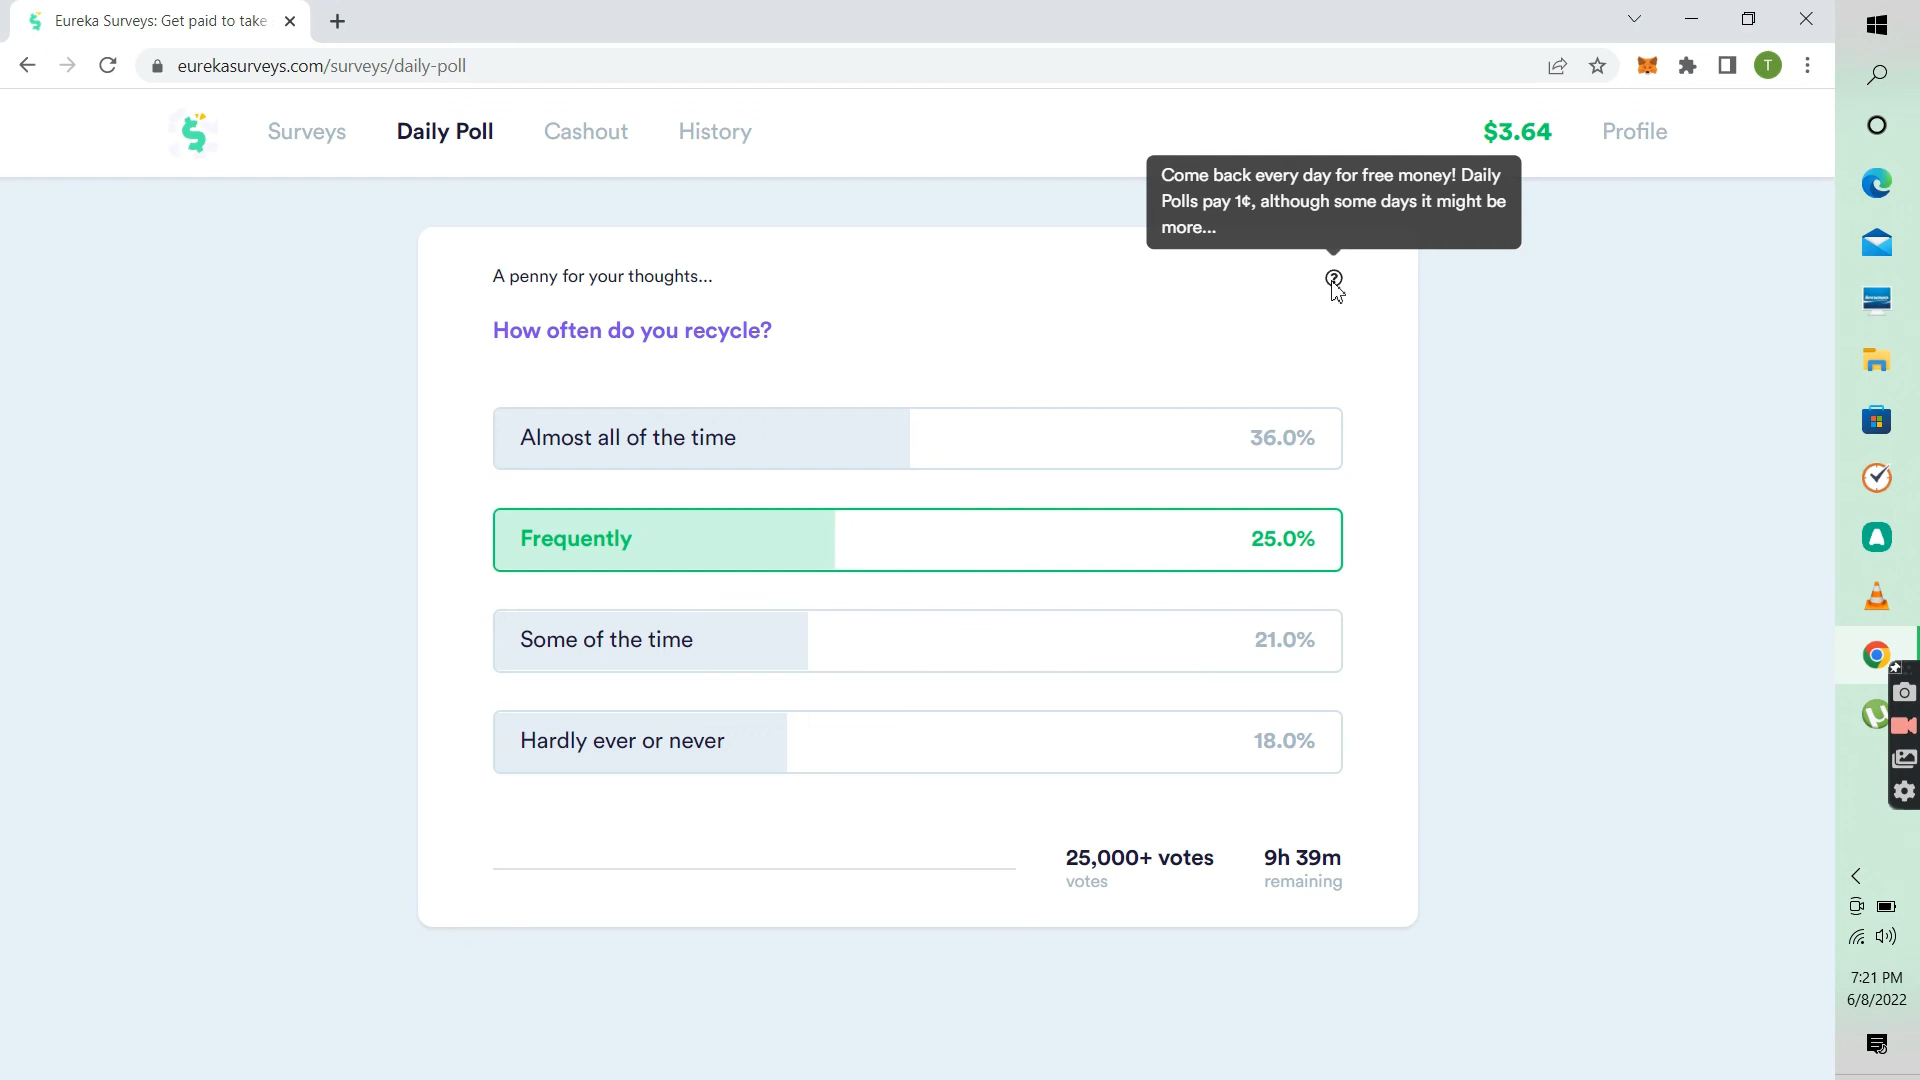 Eureka Surveys: Get paid to take
eurekasurveys.com/surveys/daily-poll
T
Surveys
Daily Poll
Cashout
History
$3.64
Profile
Come back every day for free money! Daily
Polls pay 1¢, although some days it might be
more...
A penny for your thoughts...
How often do you recycle?
Almost all of the time 36.0%
Frequently 25.0%
Some of the time 21.0%
Hardly ever or never 18.0%
25,000+ votes
votes
9h 39m
remaining
7:21 PM
6/8/2022